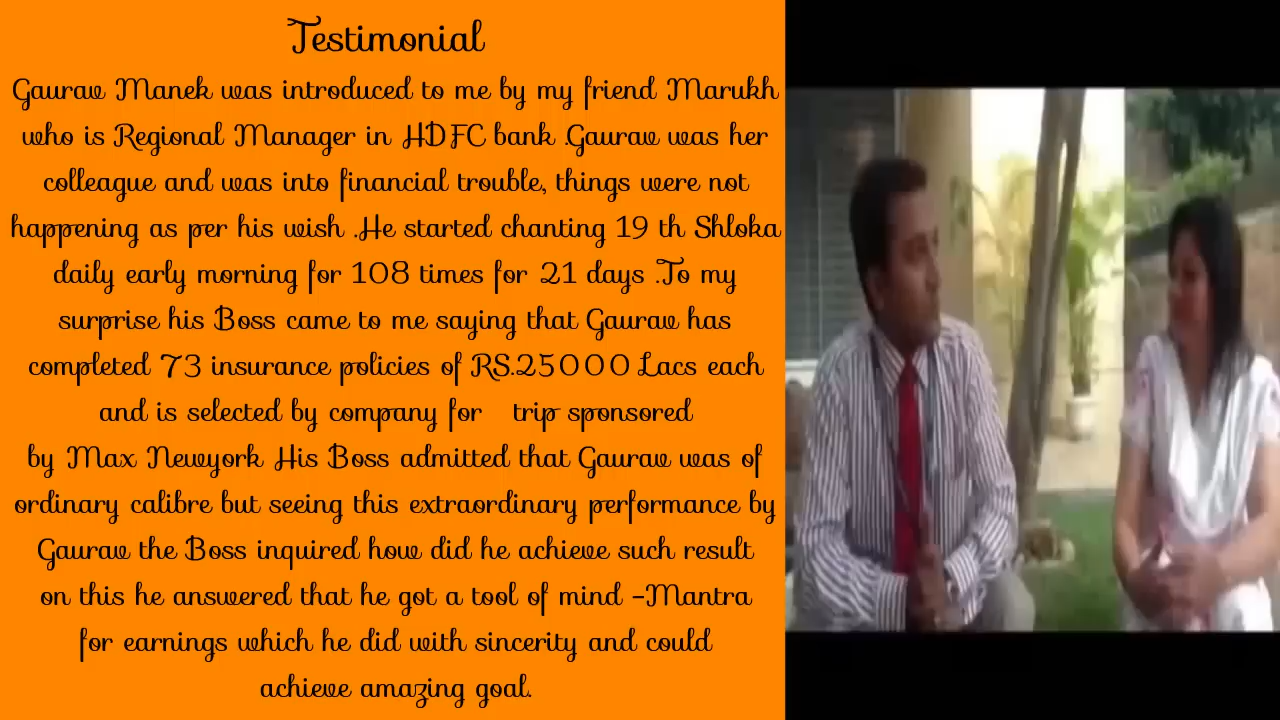 Testimonial
Gaurav Manek was introduced to me by my friend Marukh
who is Regional Manager in HDFC bank .Gaurav was her
colleague and was into financial trouble, things were not
happening as per his wish .He started chanting 19 th Shloka
daily early morning for 108 times for 21 days .To my
surprise his Boss came to me saying that Gaurav has
completed 73 insurance policies of RS.25000 Lacs each
and is selected by company for trip sponsored
by Max Newyork His Boss admitted that Gaurav was of
ordinary calibre but seeing this extraordinary performance by
Gaurav the Boss inquired how did he achieve such result
on this he answered that he got a tool of mind -Mantra
for earnings which he did with sincerity and could
achieve amazing goal.